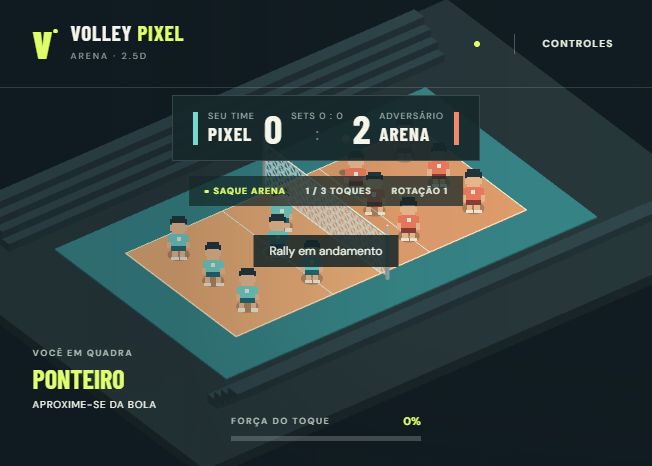 V VOLLEY PIXEL
ARENA · 2.5D
CONTROLES
SEU TIME
PIXEL
0
SETS 0 : 0
:
2
ADVERSÁRIO
ARENA
SAQUE ARENA 1 / 3 TOQUES ROTAÇÃO 1
Rally em andamento
VOCÊ EM QUADRA
PONTEIRO
APROXIME-SE DA BOLA
FORÇA DO TOQUE 0%